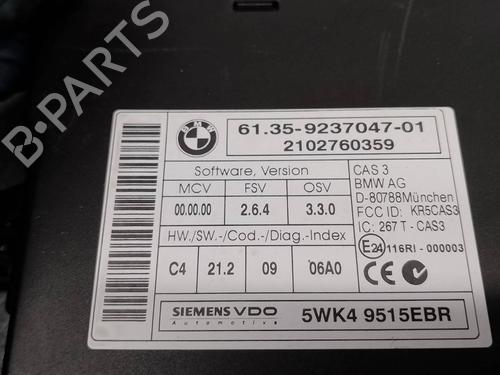 BMW
61.35-9237047-01
2102760359
Software, Version
MCV FSV OSV
00.00.00 2.6.4 3.3.0
HW./SW.-/Cod.-/Diag.-Index
C4 21.2 09 06A0
CAS 3
BMW AG
D-80788München
FCC ID: KR5CAS3
IC: 267 T - CAS3
E24 116RI - 000003
SIEMENS VDO
Automotive
5WK4 9515EBR
B-PARTS